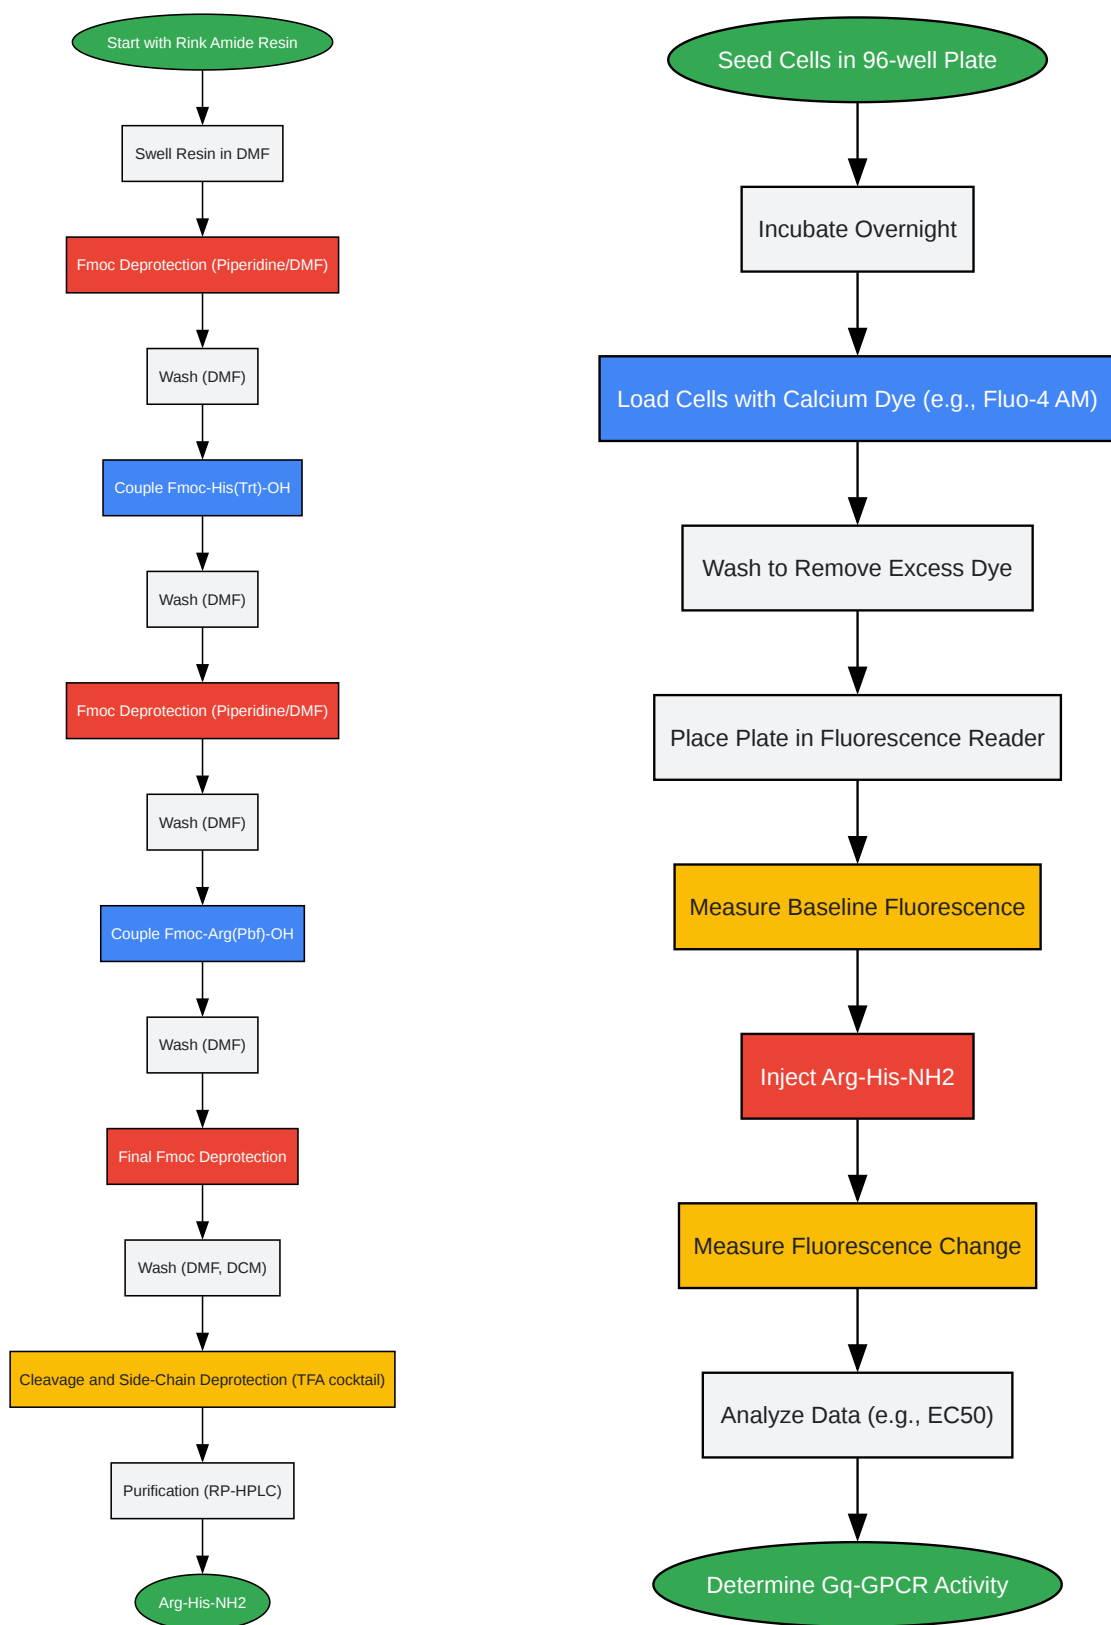 Start with Rink Amide Resin
Swell Resin in DMF
Fmoc Deprotection (Piperidine/DMF)
Wash (DMF)
Couple Fmoc-His(Trt)-OH
Wash (DMF)
Fmoc Deprotection (Piperidine/DMF)
Wash (DMF)
Couple Fmoc-Arg(Pbf)-OH
Wash (DMF)
Final Fmoc Deprotection
Wash (DMF, DCM)
Cleavage and Side-Chain Deprotection (TFA cocktail)
Purification (RP-HPLC)
Arg-His-NH2
Seed Cells in 96-well Plate
Incubate Overnight
Load Cells with Calcium Dye (e.g., Fluo-4 AM)
Wash to Remove Excess Dye
Place Plate in Fluorescence Reader
Measure Baseline Fluorescence
Inject Arg-His-NH2
Measure Fluorescence Change
Analyze Data (e.g., EC50)
Determine Gq-GPCR Activity